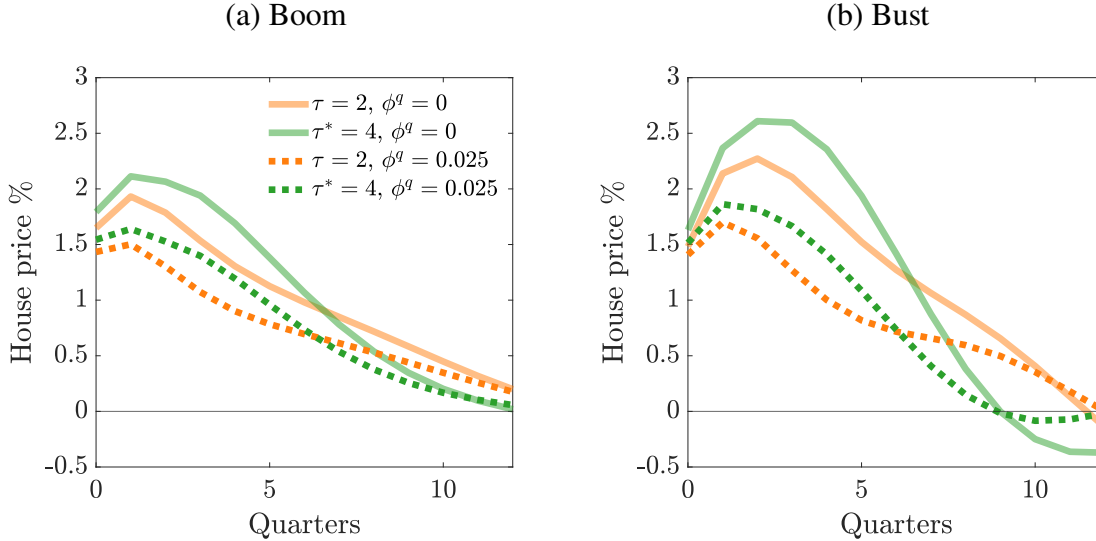 (a) Boom
(b) Bust
3
2.5
2
1.5
1
0.5
0
-0.5
House price %
τ = 2, ϕ^q = 0
τ* = 4, ϕ^q = 0
τ = 2, ϕ^q = 0.025
τ* = 4, ϕ^q = 0.025
0 5 10
Quarters
3
2.5
2
1.5
1
0.5
0
-0.5
House price %
0 5 10
Quarters